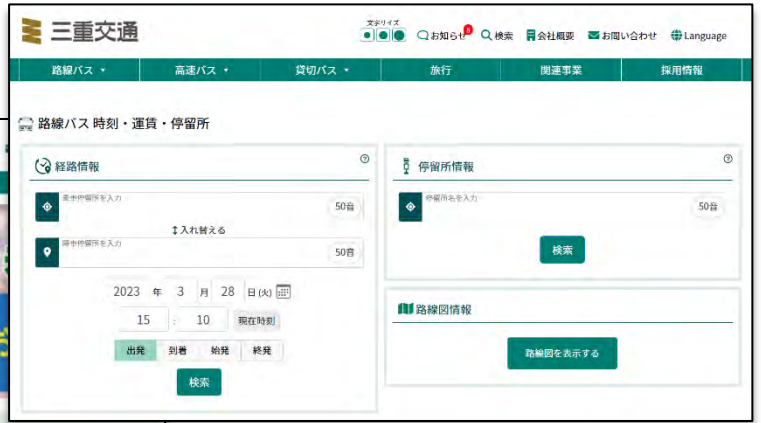 三重交通
文字サイズ
お知らせ 8 検索 会社概要 お問い合わせ Language
路線バス 高速バス 貸切バス 旅行 関連事業 採用情報
路線バス 時刻・運賃・停留所
経路情報
乗車停留所を入力
50音
入れ替える
降車停留所を入力
50音
2023 年 3 月 28 日(火)
15 : 10 現在時刻
出発 到着 始発 終発
検索
停留所情報
停留所名を入力
50音
検索
路線図情報
路線図を表示する